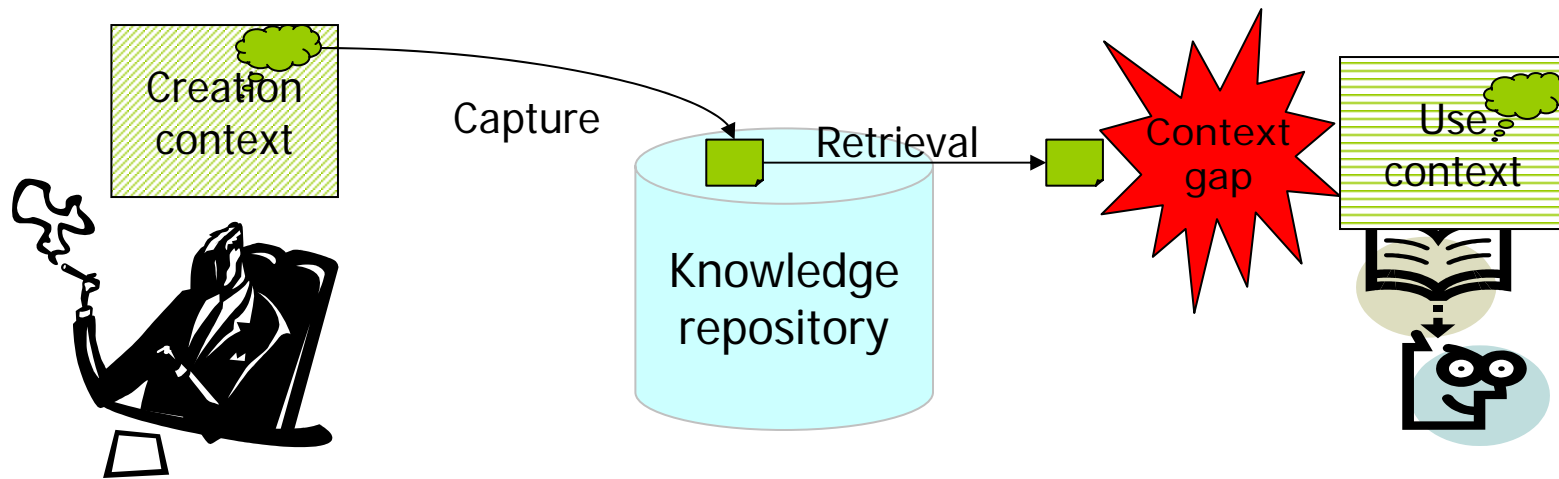 Creation
context
Capture
Retrieval
Knowledge
repository
Context
gap
Use
context